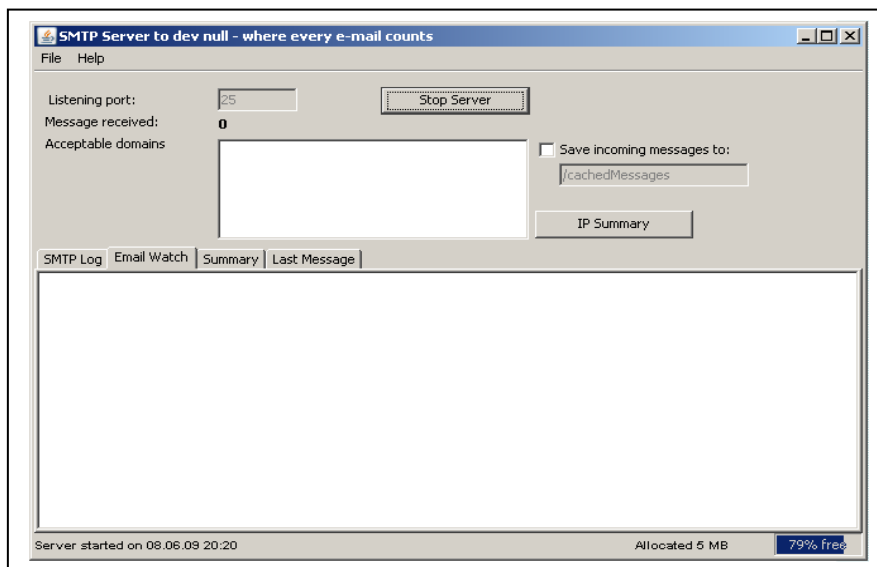 SMTP Server to dev null - where every e-mail counts
File Help
Listening port: 25 Stop Server
Message received: 0
Acceptable domains
Save incoming messages to:
/cachedMessages
IP Summary
SMTP Log Email Watch Summary Last Message
Server started on 08.06.09 20:20 Allocated 5 MB 79% free